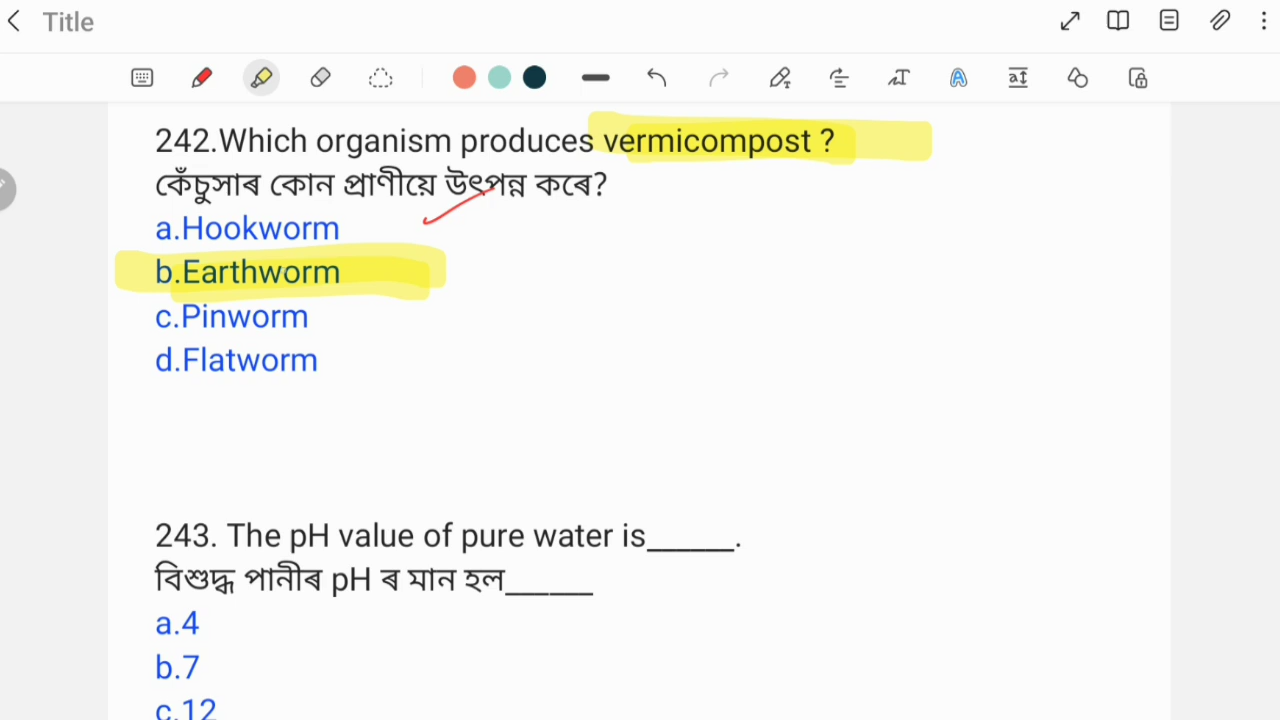 Title
242.Which organism produces vermicompost ?
কেঁচুসাৰ কোন প্ৰাণীয়ে উৎপন্ন কৰে?
a.Hookworm
b.Earthworm
c.Pinworm
d.Flatworm
243. The pH value of pure water is______.
বিশুদ্ধ পানীৰ pH ৰ মান হল______
a.4
b.7
c.12